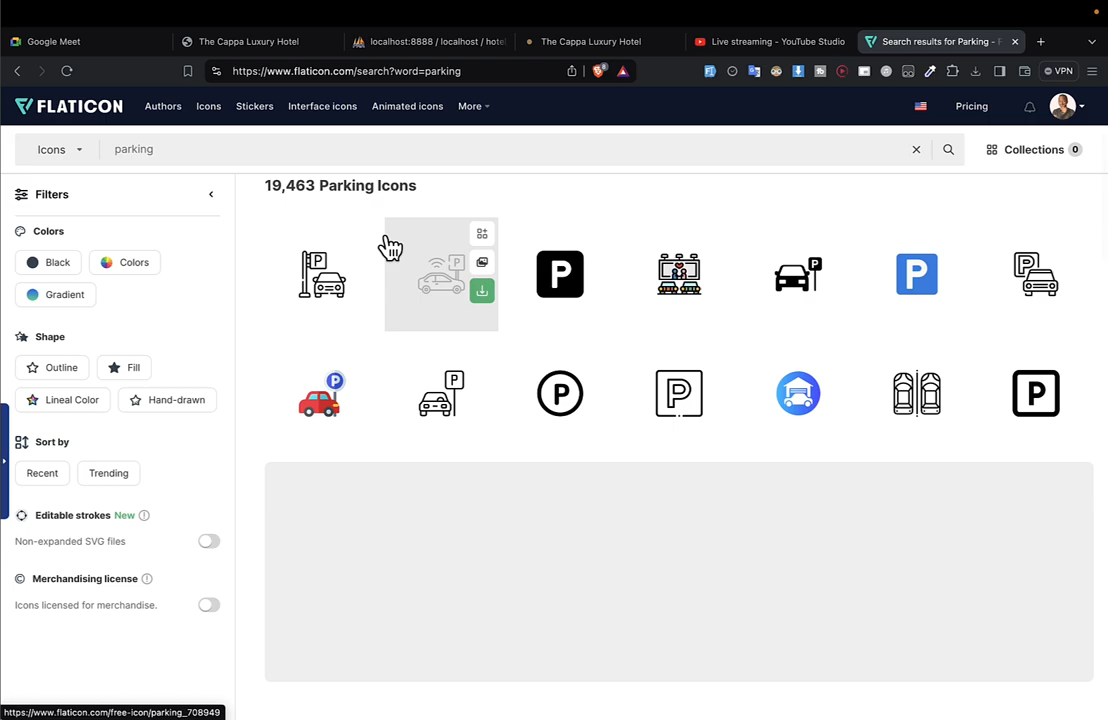 Google Meet
The Cappa Luxury Hotel
localhost:8888 / localhost / hote
The Cappa Luxury Hotel
Live streaming - YouTube Studio
Search results for Parking - F
https://www.flaticon.com/search?word=parking
8
VPN
FLATICON
Authors
Icons
Stickers
Interface icons
Animated icons
More
Pricing
Icons
parking
Collections 0
Filters
19,463 Parking Icons
Colors
Black
Colors
Gradient
P
P
P
P
P
P
Shape
Outline
Fill
Lineal Color
Hand-drawn
P
P
P
P
P
Sort by
Recent
Trending
Editable strokes New
Non-expanded SVG files
Merchandising license
Icons licensed for merchandise.
https://www.flaticon.com/free-icon/parking_708949